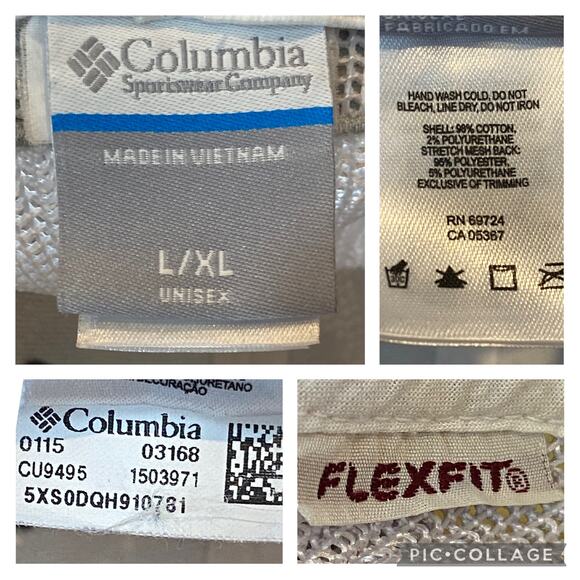 Columbia
Sportswear Company
MADE IN VIETNAM
L/XL
UNISEX
FABRICADO EM
HAND WASH COLD, DO NOT
BLEACH, LINE DRY, DO NOT IRON
SHELL: 98% COTTON,
2% POLYURETHANE
STRETCH MESH BACK:
95% POLYESTER,
5% POLYURETHANE
EXCLUSIVE OF TRIMMING
RN 69724
CA 05367
Columbia
0115 03168
CU9495 1503971
5XS0DQH910781
FLEXFIT®
PIC•COLLAGE